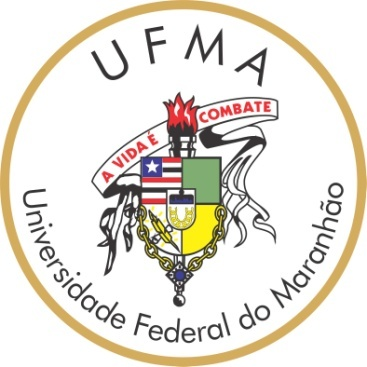 UFMA
A VIDA É COMBATE
Universidade Federal do Maranhão